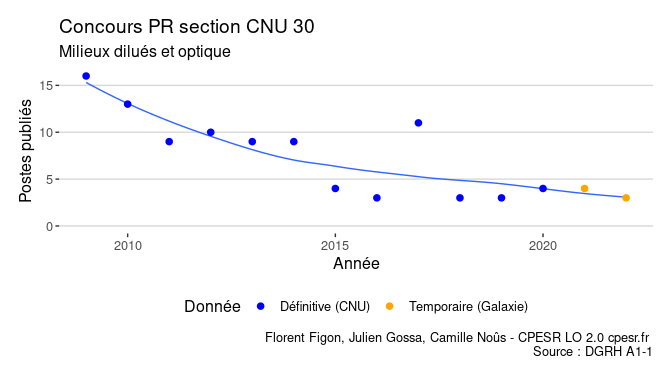 Concours PR section CNU 30
Milieux dilués et optique
Postes publiés
15
10
5
0
2010
2015
2020
Année
Donnée
Définitive (CNU)
Temporaire (Galaxie)
Florent Figon, Julien Gossa, Camille Noûs - CPESR LO 2.0 cpesr.fr
Source : DGRH A1-1